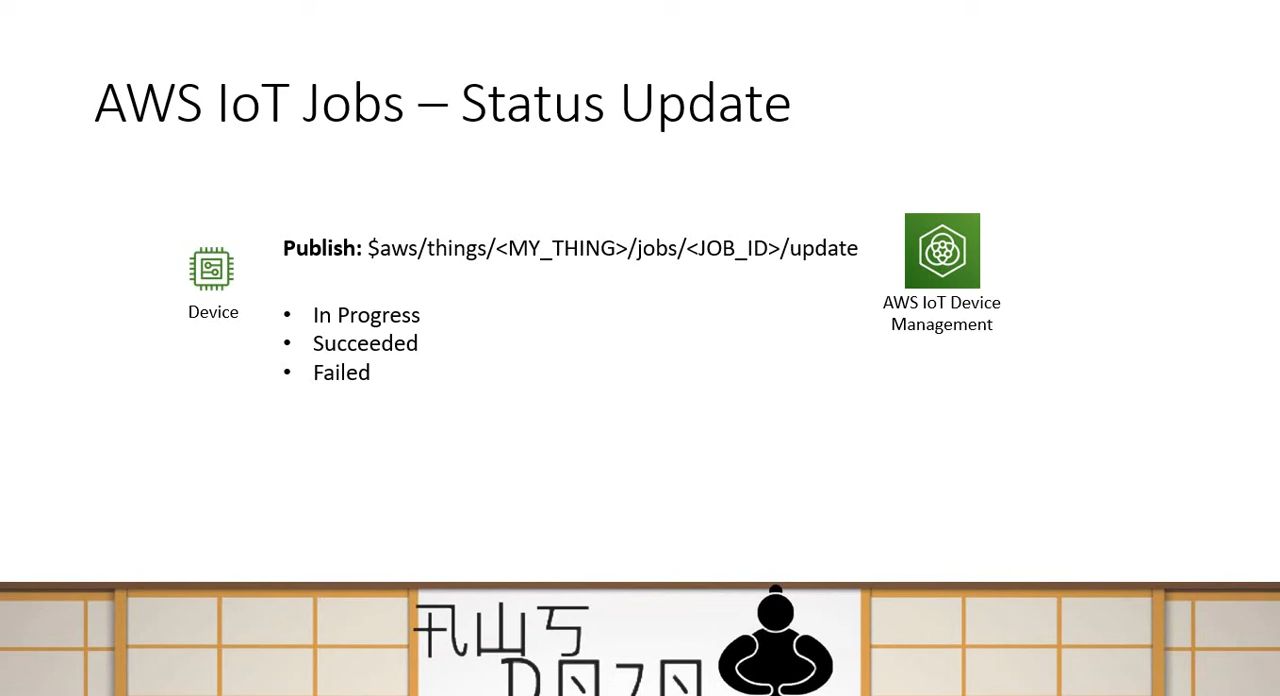 AWS IoT Jobs – Status Update
Publish: $aws/things/<MY_THING>/jobs/<JOB_ID>/update
Device
• In Progress
• Succeeded
• Failed
AWS IoT Device
Management